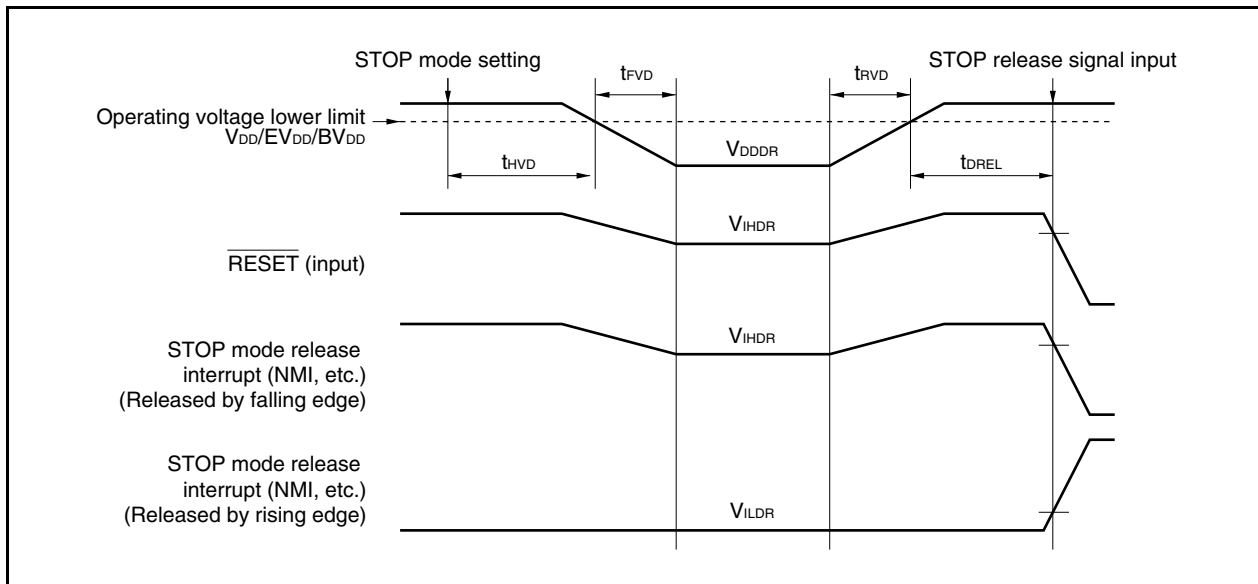 STOP mode setting
tFVD
tRVD
STOP release signal input
Operating voltage lower limit
VDD/EVDD/BVDD
VDDDR
tHVD
tDREL
VIHDR
RESET (input)
VIHDR
STOP mode release
interrupt (NMI, etc.)
(Released by falling edge)
STOP mode release
interrupt (NMI, etc.)
(Released by rising edge)
VILDR